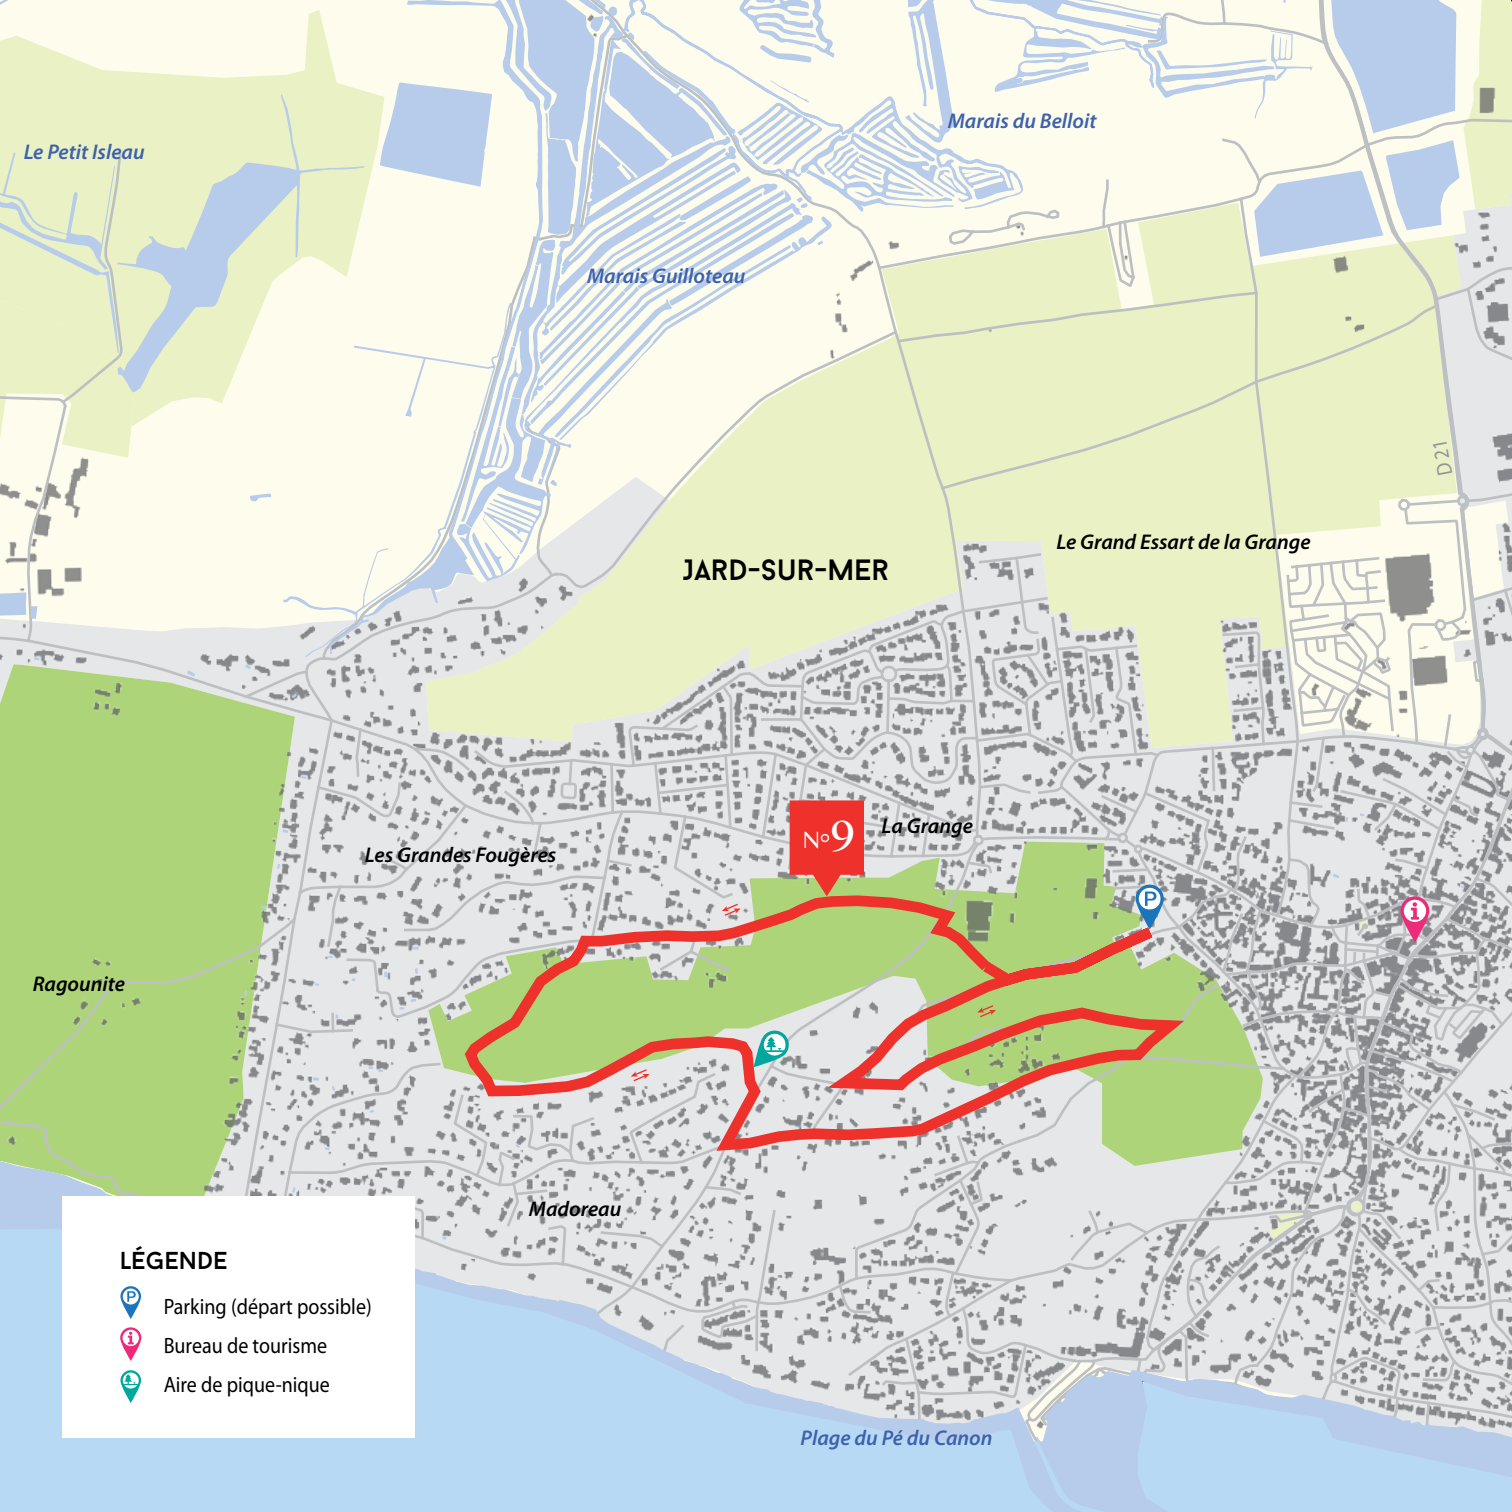 Marais du Belloit
Le Petit Isleau
Marais Guilloteau
D 21
Le Grand Essart de la Grange
JARD-SUR-MER
La Grange
N°9
Les Grandes Fougères
P
i
Ragounite
Madoreau
LÉGENDE
P Parking (départ possible)
i Bureau de tourisme
Aire de pique-nique
Plage du Pé du Canon